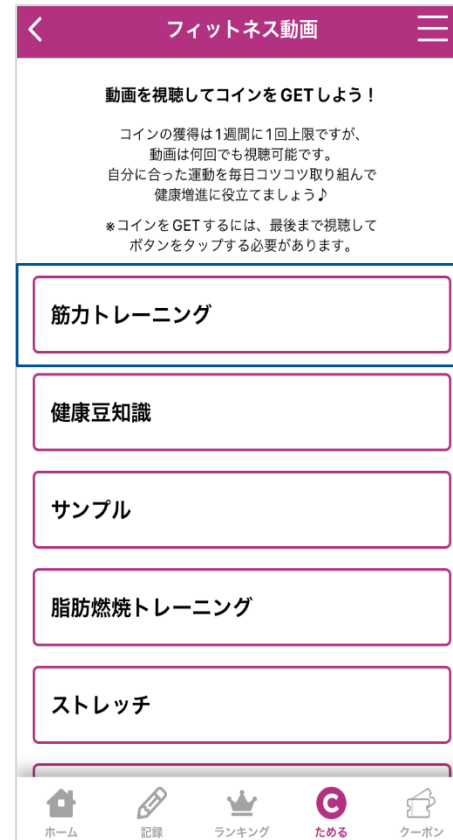 フィットネス動画
動画を視聴してコインをGETしよう！
コインの獲得は1週間に1回上限ですが、
動画は何回でも視聴可能です。
自分に合った運動を毎日コツコツ取り組んで
健康増進に役立てましょう♪
※コインをGETするには、最後まで視聴して
ボタンをタップする必要があります。
筋力トレーニング
健康豆知識
サンプル
脂肪燃焼トレーニング
ストレッチ
C
ホーム 記録 ランキング ためる クーポン